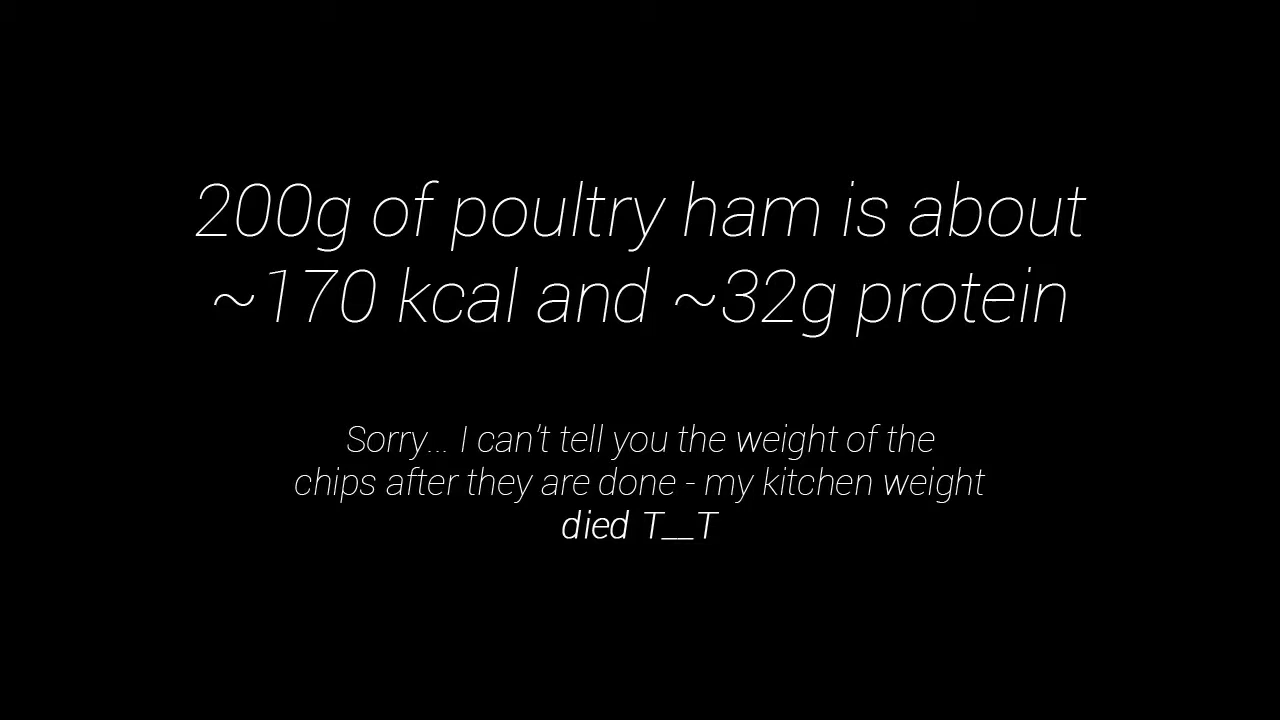 200g of poultry ham is about
~170 kcal and ~32g protein
Sorry... I can't tell you the weight of the
chips after they are done - my kitchen weight
died T__T